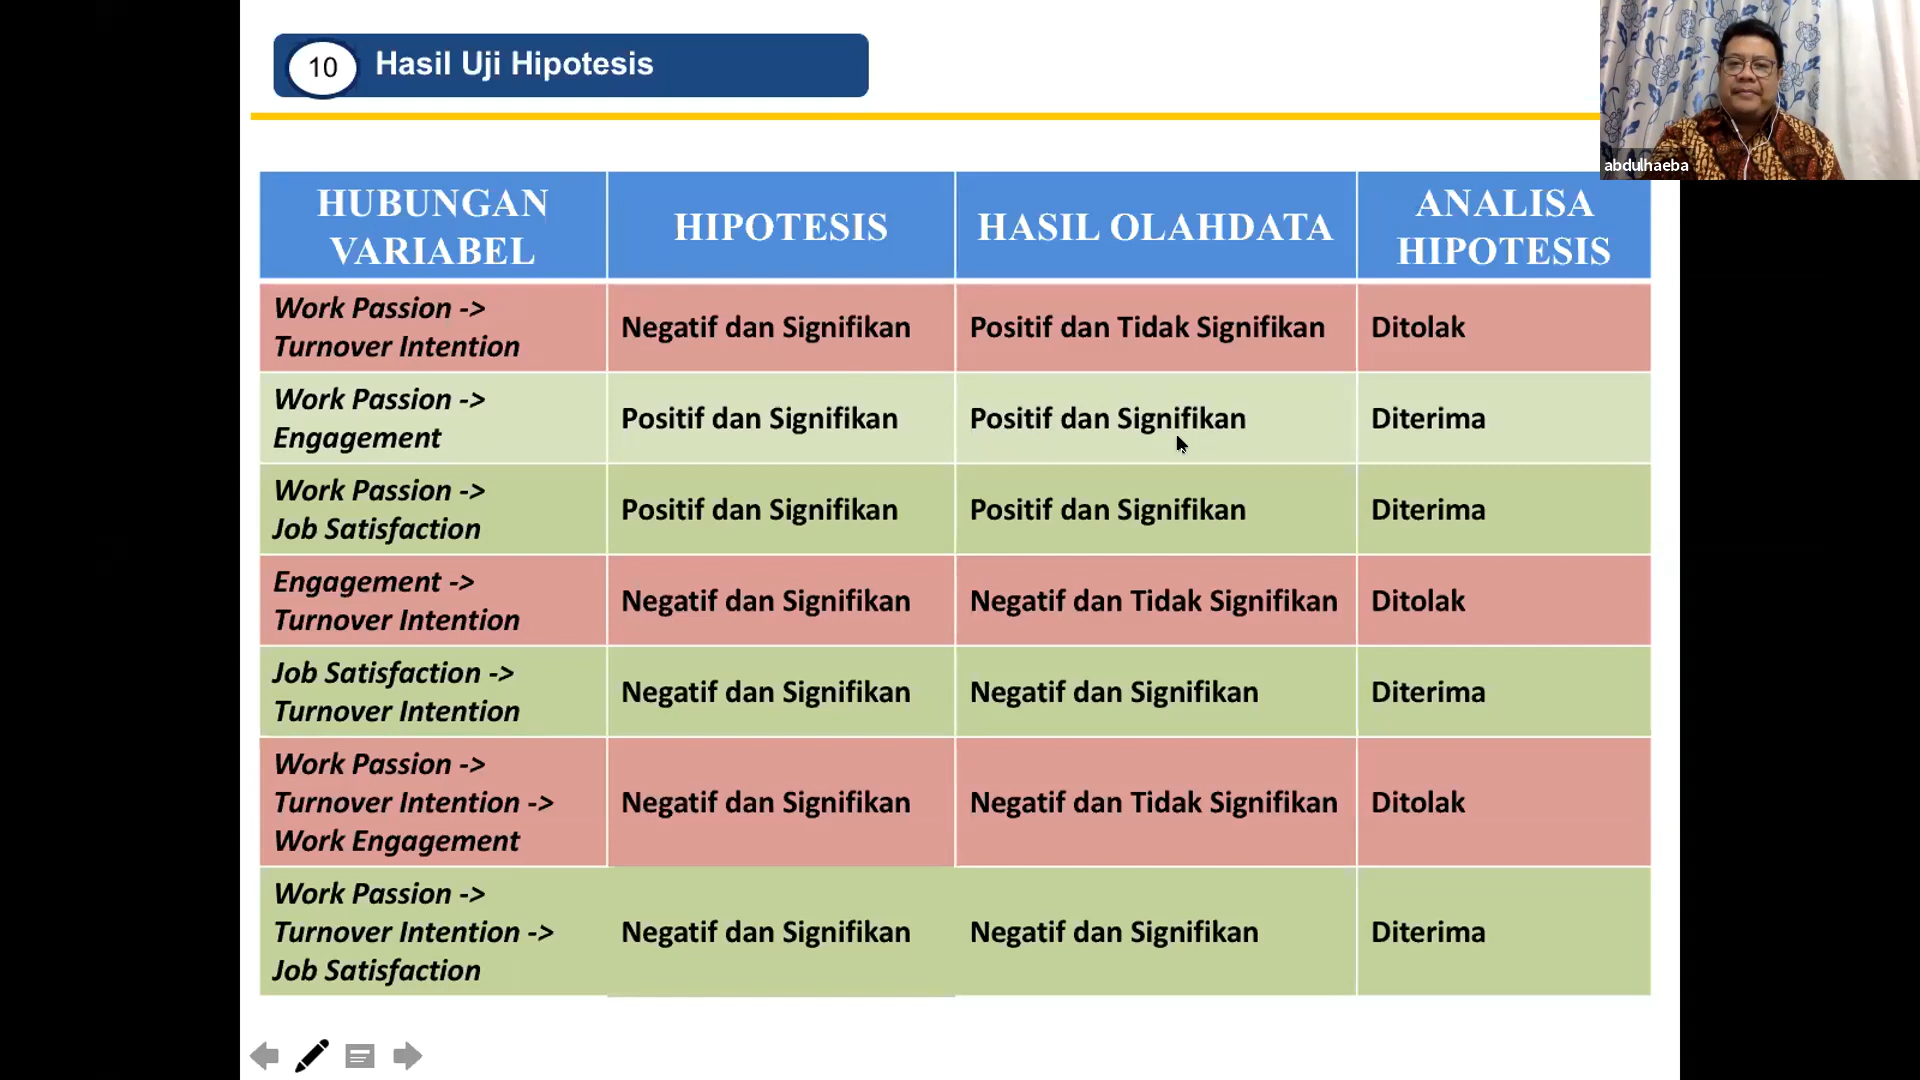 10 Hasil Uji Hipotesis
abdulhaeba
HUBUNGAN
VARIABEL
HIPOTESIS
HASIL OLAHDATA
ANALISA
HIPOTESIS
Work Passion ->
Turnover Intention
Negatif dan Signifikan
Positif dan Tidak Signifikan
Ditolak
Work Passion ->
Engagement
Positif dan Signifikan
Positif dan Signifikan
Diterima
Work Passion ->
Job Satisfaction
Positif dan Signifikan
Positif dan Signifikan
Diterima
Engagement ->
Turnover Intention
Negatif dan Signifikan
Negatif dan Tidak Signifikan
Ditolak
Job Satisfaction ->
Turnover Intention
Negatif dan Signifikan
Negatif dan Signifikan
Diterima
Work Passion ->
Turnover Intention ->
Work Engagement
Negatif dan Signifikan
Negatif dan Tidak Signifikan
Ditolak
Work Passion ->
Turnover Intention ->
Job Satisfaction
Negatif dan Signifikan
Negatif dan Signifikan
Diterima